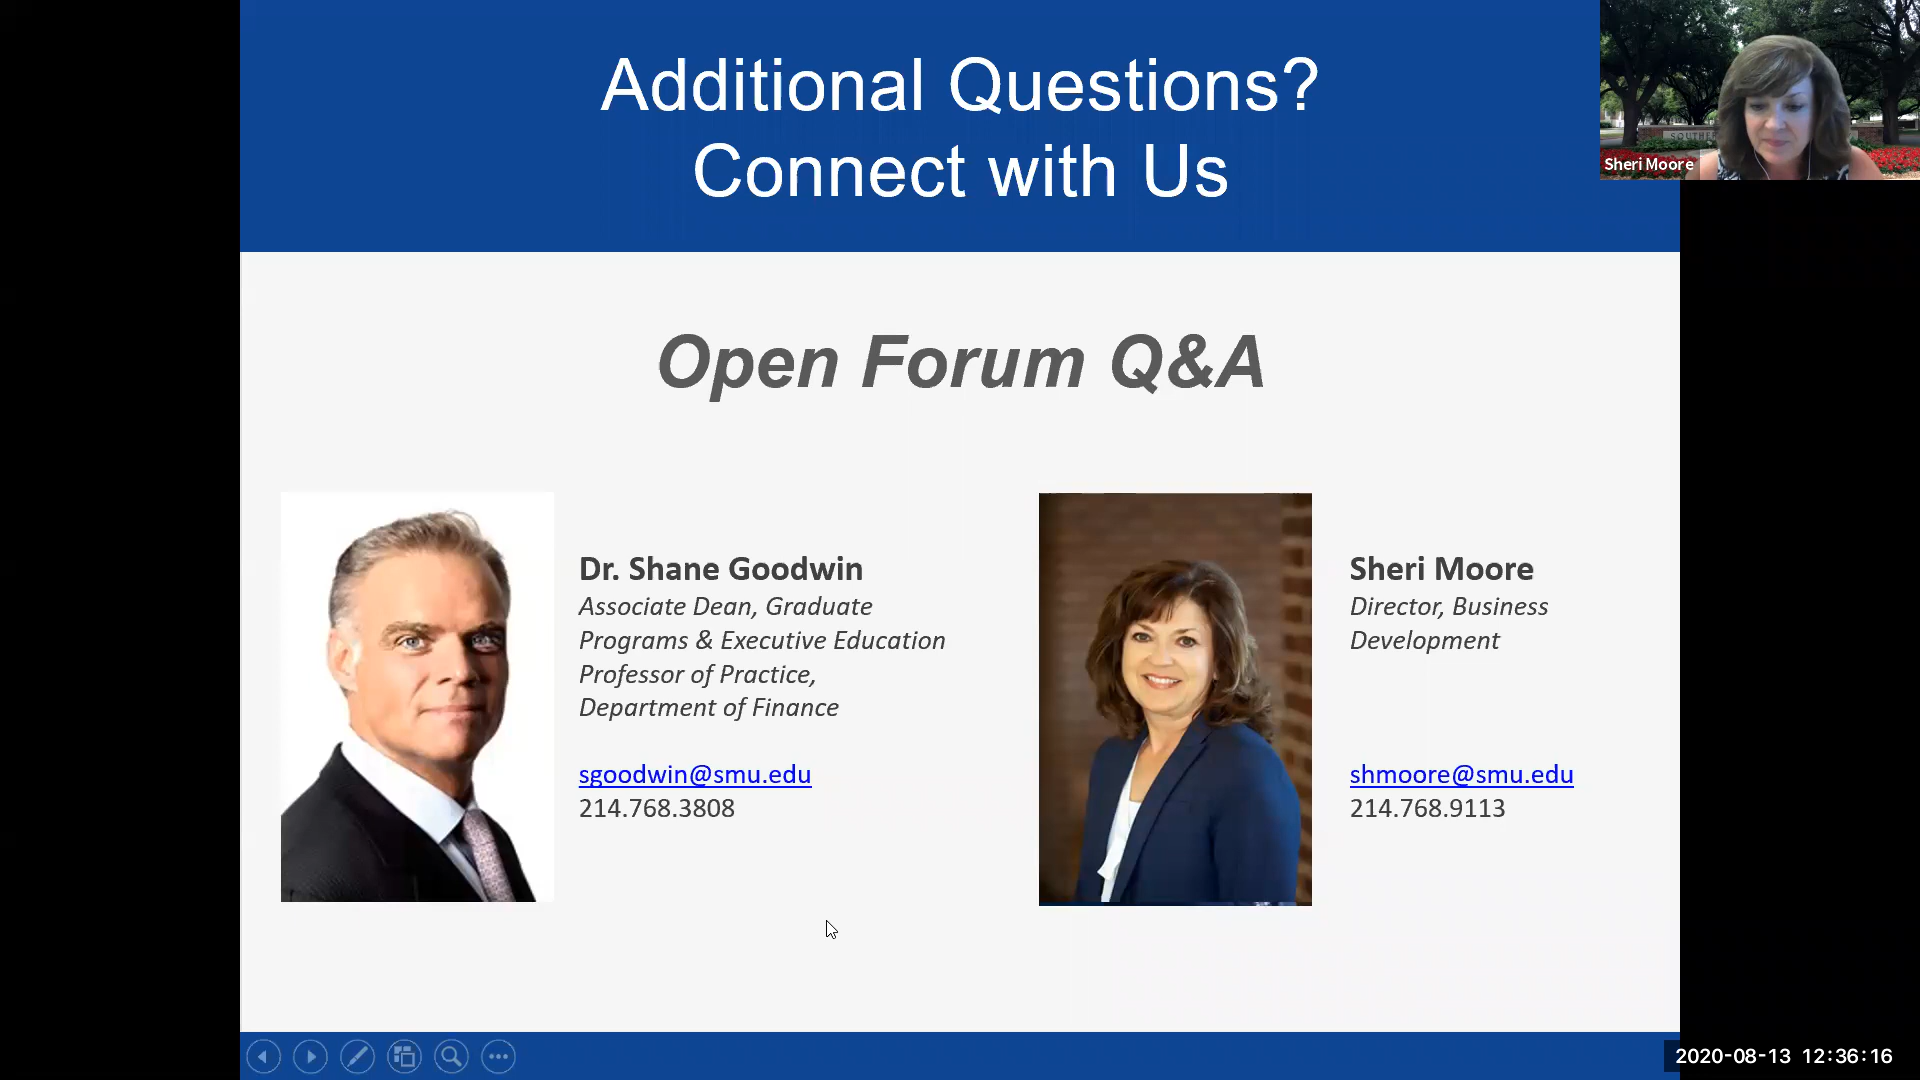 Additional Questions?
Connect with Us
SOUTHE
Sheri Moore
Open Forum Q&A
Dr. Shane Goodwin
Associate Dean, Graduate
Programs & Executive Education
Professor of Practice,
Department of Finance
sgoodwin@smu.edu
214.768.3808
Sheri Moore
Director, Business
Development
shmoore@smu.edu
214.768.9113
2020-08-13 12:36:16